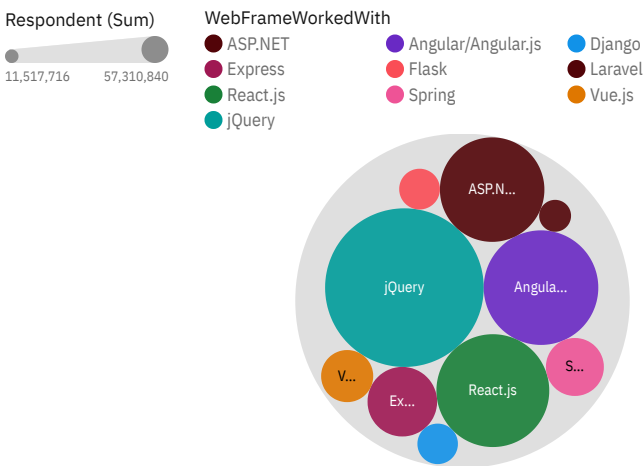 Respondent (Sum)
11,517,716 57,310,840
WebFrameWorkedWith
ASP.NET Angular/Angular.js Django
Express Flask Laravel
React.js Spring Vue.js
jQuery
ASP.N...
jQuery Angula...
V... S...
Ex... React.js